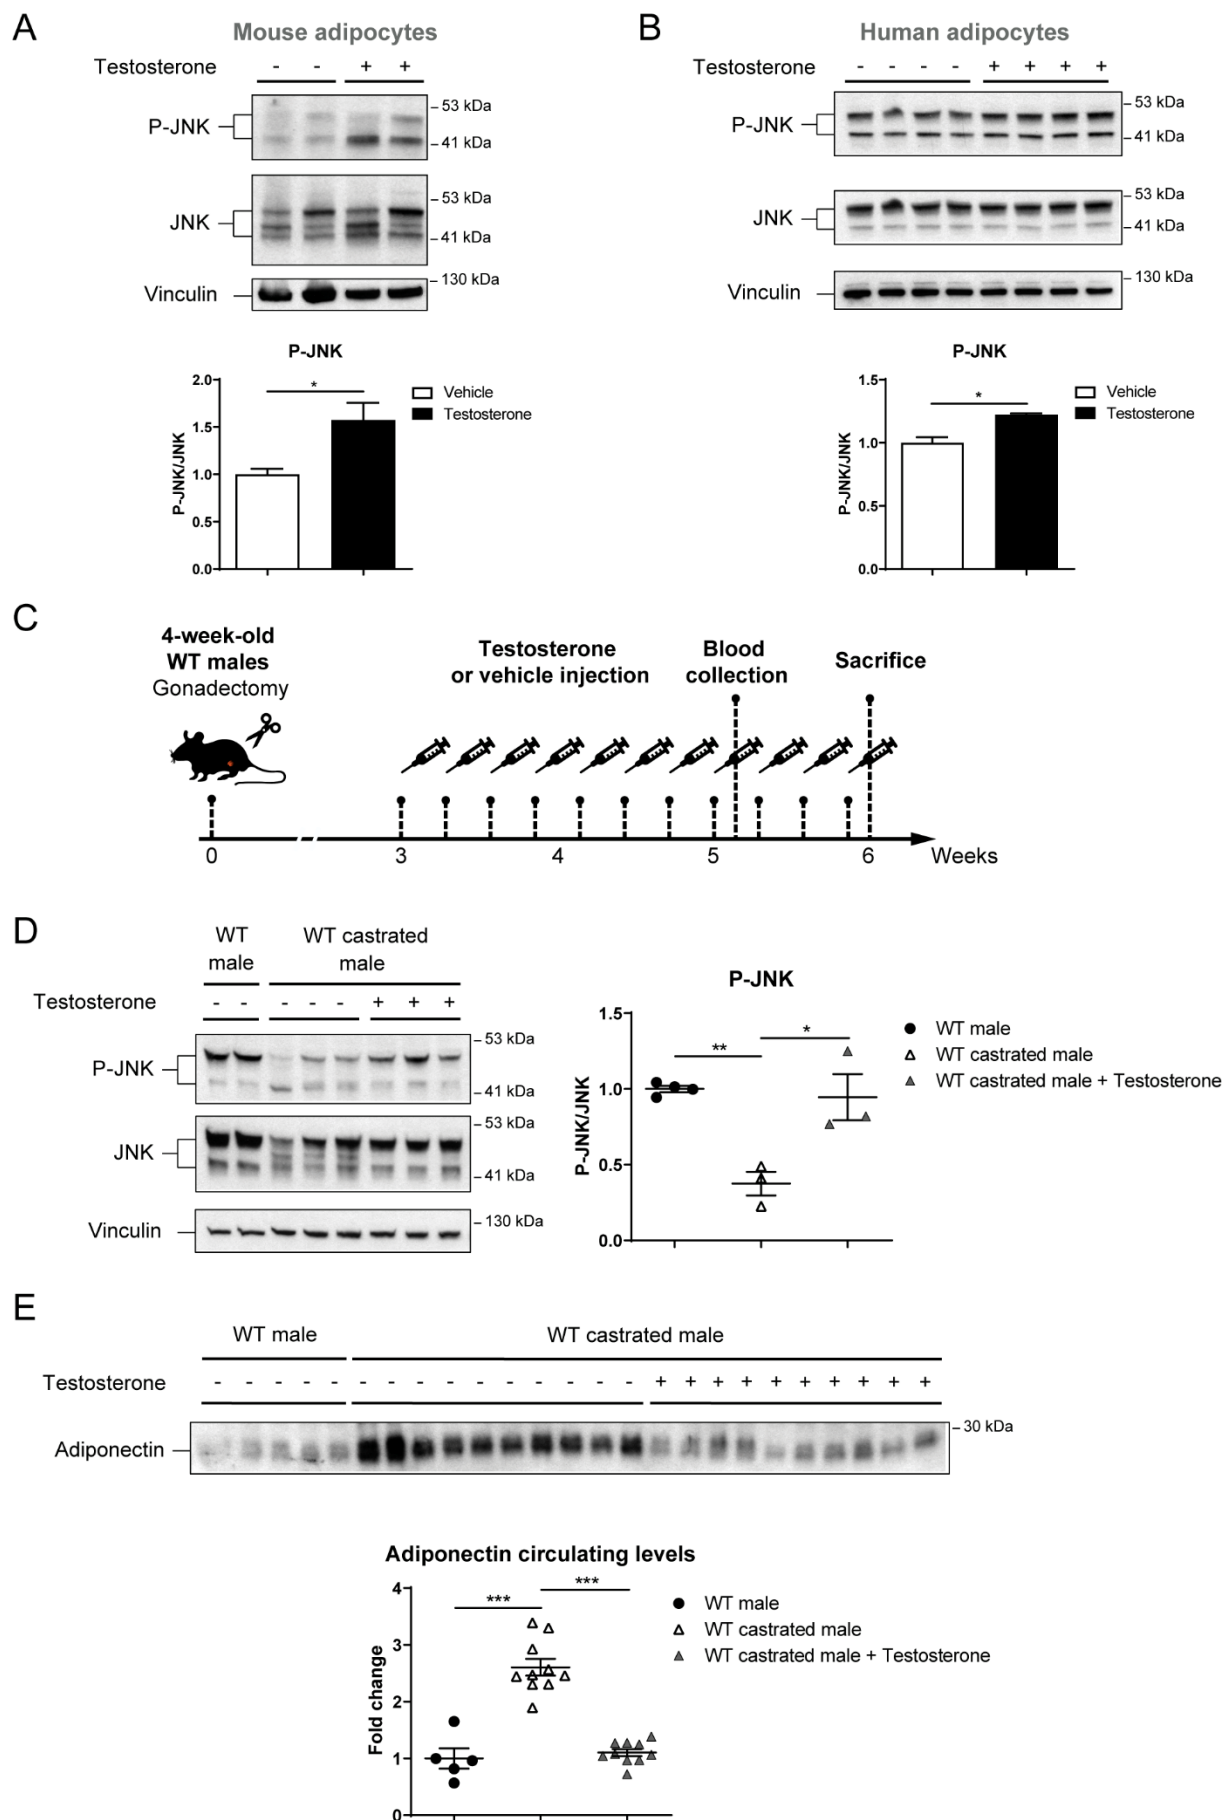 A
Mouse adipocytes
Testosterone - - + +
P-JNK
53 kDa
41 kDa
JNK
53 kDa
41 kDa
Vinculin
130 kDa
P-JNK
P-JNK/JNK
2.0
1.5
1.0
0.5
0.0
*
Vehicle
Testosterone
B
Human adipocytes
Testosterone - - - - + + + +
P-JNK
53 kDa
41 kDa
JNK
53 kDa
41 kDa
Vinculin
130 kDa
P-JNK
P-JNK/JNK
1.5
1.0
0.5
0.0
*
Vehicle
Testosterone
C
4-week-old
WT males
Gonadectomy
Testosterone
or vehicle injection
Blood
collection
Sacrifice
0 3 4 5 6 Weeks
D
WT
male
WT castrated
male
Testosterone - - - - - + + +
P-JNK
53 kDa
41 kDa
JNK
53 kDa
41 kDa
Vinculin
130 kDa
P-JNK
P-JNK/JNK
1.5
1.0
0.5
0.0
**
*
WT male
WT castrated male
WT castrated male + Testosterone
E
WT male
WT castrated male
Testosterone - - - - - - - - - - - - - - - + + + + + + + + + +
Adiponectin
30 kDa
Adiponectin circulating levels
Fold change
4
3
2
1
0
***
***
WT male
WT castrated male
WT castrated male + Testosterone